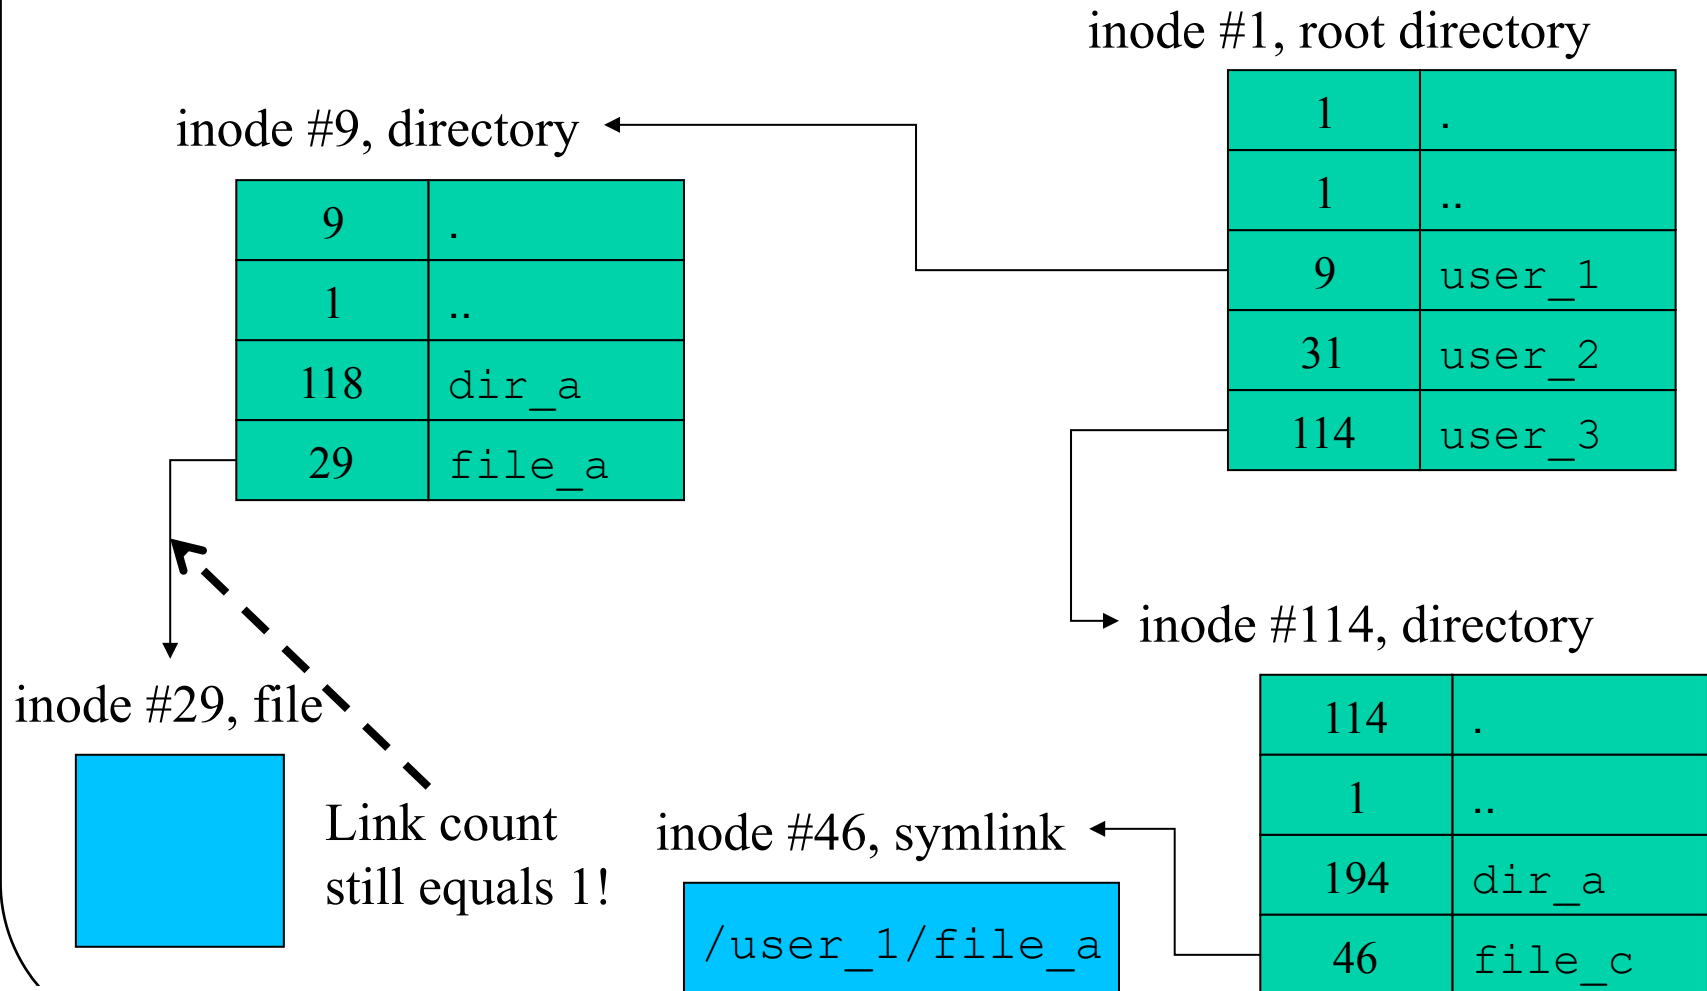 inode #1, root directory
1 .
1 ..
9 user_1
31 user_2
114 user_3
inode #9, directory
9 .
1 ..
118 dir_a
29 file_a
inode #29, file
Link count
still equals 1!
inode #114, directory
114 .
1 ..
194 dir_a
46 file_c
inode #46, symlink
/user_1/file_a